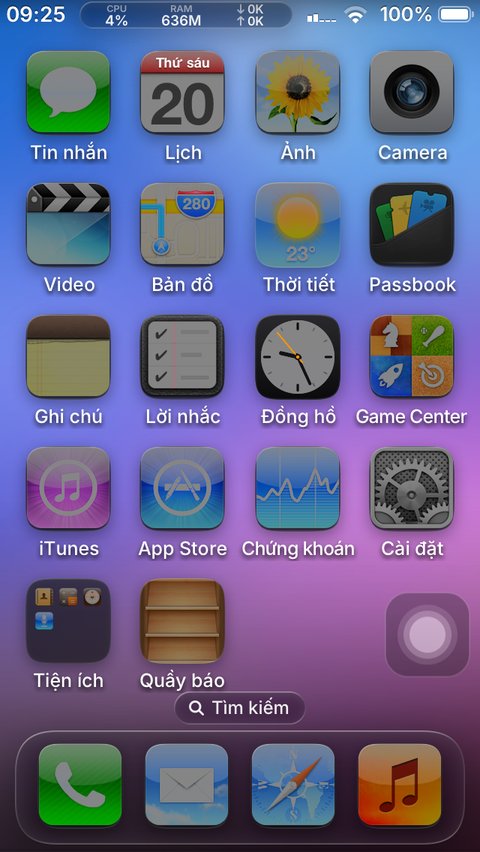 09:25
CPU
4%
RAM
636M
↓ 0K
↑ 0K
100%
Tin nhắn
Thứ sáu
20
Lịch
Ảnh
Camera
Video
280
Bản đồ
23°
Thời tiết
Passbook
Ghi chú
Lời nhắc
Đồng hồ
Game Center
iTunes
App Store
Chứng khoán
Cài đặt
Tiện ích
Quầy báo
Tìm kiếm